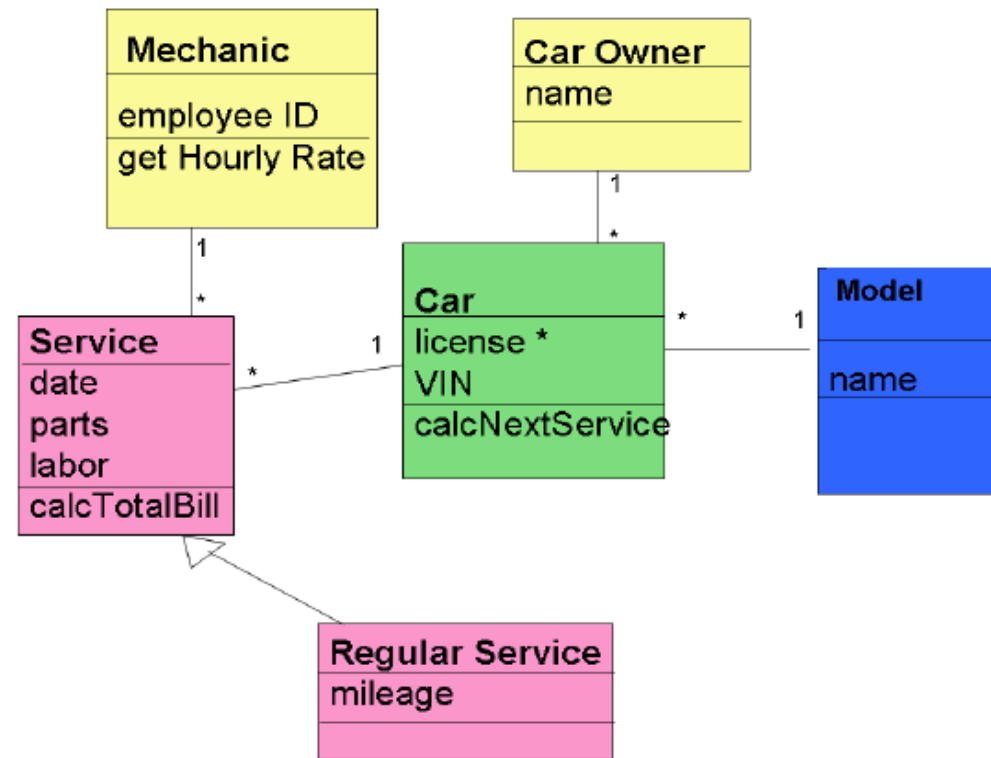 Mechanic
employee ID
get Hourly Rate
Car Owner
name
1
*
1
*
Service
date
parts
labor
calcTotalBill
*
1
Car
license *
VIN
calcNextService
*
1
Model
name
Regular Service
mileage